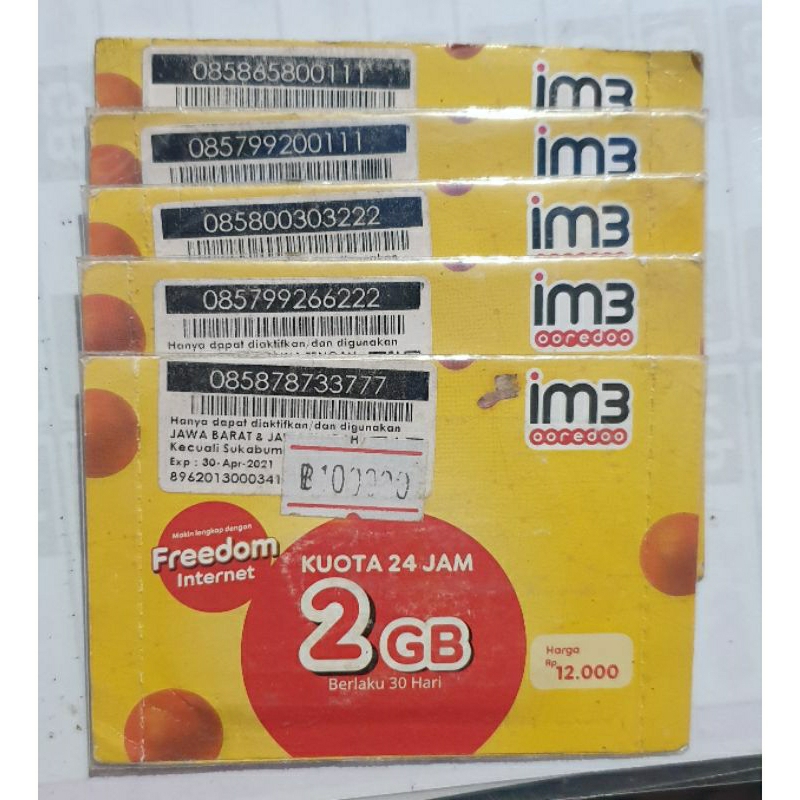 085865800111
im3
085799200111
im3
085800303222
im3
ooredoo
085799266222
im3
ooredoo
Hanya dapat diaktifkan/dan digunakan
085878733777
im3
ooredoo
Hanya dapat diaktifkan/dan digunakan
JAWA BARAT & JA
Kecuali Sukabum
Exp : 30-Apr-2021
8962013000341
Makin lengkap dengan
Freedom
Internet
KUOTA 24 JAM
2 GB
Berlaku 30 Hari
Harga
Rp 12.000